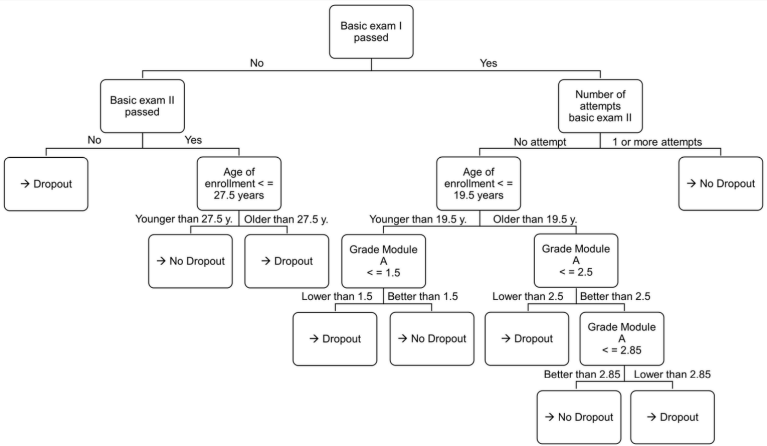 Basic exam I
passed
No
Yes
Basic exam II
passed
Number of
attempts
basic exam II
No
Yes
No attempt
1 or more attempts
→ Dropout
Age of
enrollment < =
27.5 years
Age of
enrollment < =
19.5 years
→ No Dropout
Younger than 27.5 y.
Older than 27.5 y.
Younger than 19.5 y.
Older than 19.5 y.
→ No Dropout
→ Dropout
Grade Module
A
< = 1.5
Grade Module
A
< = 2.5
Lower than 1.5
Better than 1.5
Lower than 2.5
Better than 2.5
→ Dropout
→ No Dropout
→ Dropout
Grade Module
A
< = 2.85
Better than 2.85
Lower than 2.85
→ No Dropout
→ Dropout